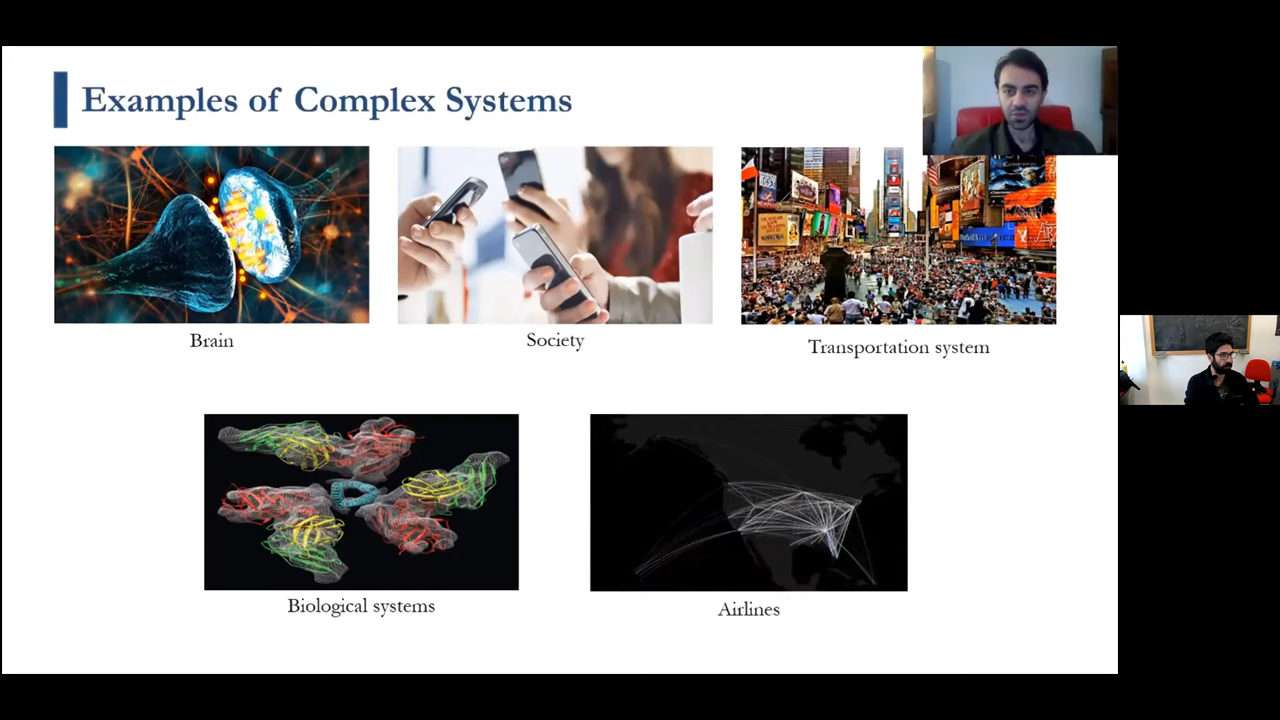 Examples of Complex Systems
Brain
Society
Transportation system
Biological systems
Airlines